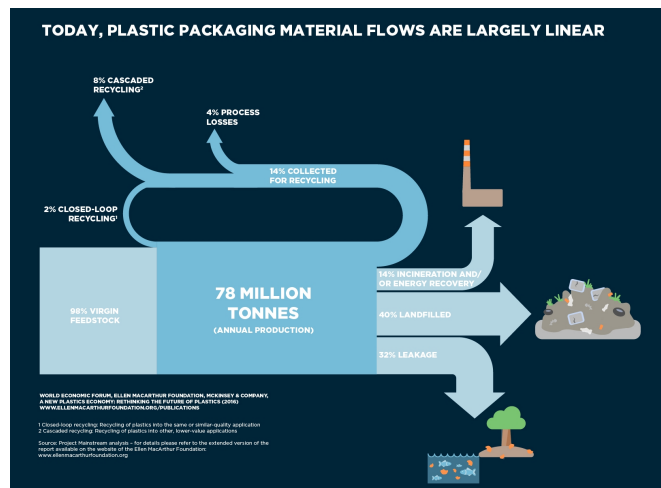 TODAY, PLASTIC PACKAGING MATERIAL FLOWS ARE LARGELY LINEAR
8% CASCADED
RECYCLING²
4% PROCESS
LOSSES
14% COLLECTED
FOR RECYCLING
2% CLOSED-LOOP
RECYCLING¹
98% VIRGIN
FEEDSTOCK
78 MILLION
TONNES
(ANNUAL PRODUCTION)
14% INCINERATION AND/
OR ENERGY RECOVERY
40% LANDFILLED
32% LEAKAGE
WORLD ECONOMIC FORUM, ELLEN MACARTHUR FOUNDATION, MCKINSEY & COMPANY,
A NEW PLASTICS ECONOMY: RETHINKING THE FUTURE OF PLASTICS (2016)
WWW.ELLENMACARTHURFOUNDATION.ORG/PUBLICATIONS
1 Closed-loop recycling: Recycling of plastics into the same or similar-quality application
2 Cascaded recycling: Recycling of plastics into other, lower-value applications
Source: Project Mainstream analysis – for details please refer to the extended version of the
report available on the website of the Ellen MacArthur Foundation:
www.ellenmacarthurfoundation.org